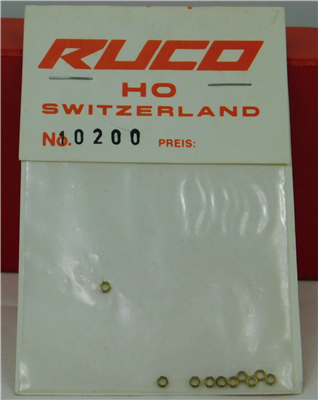 RUCO
HO
SWITZERLAND
No. 10200 PREIS: